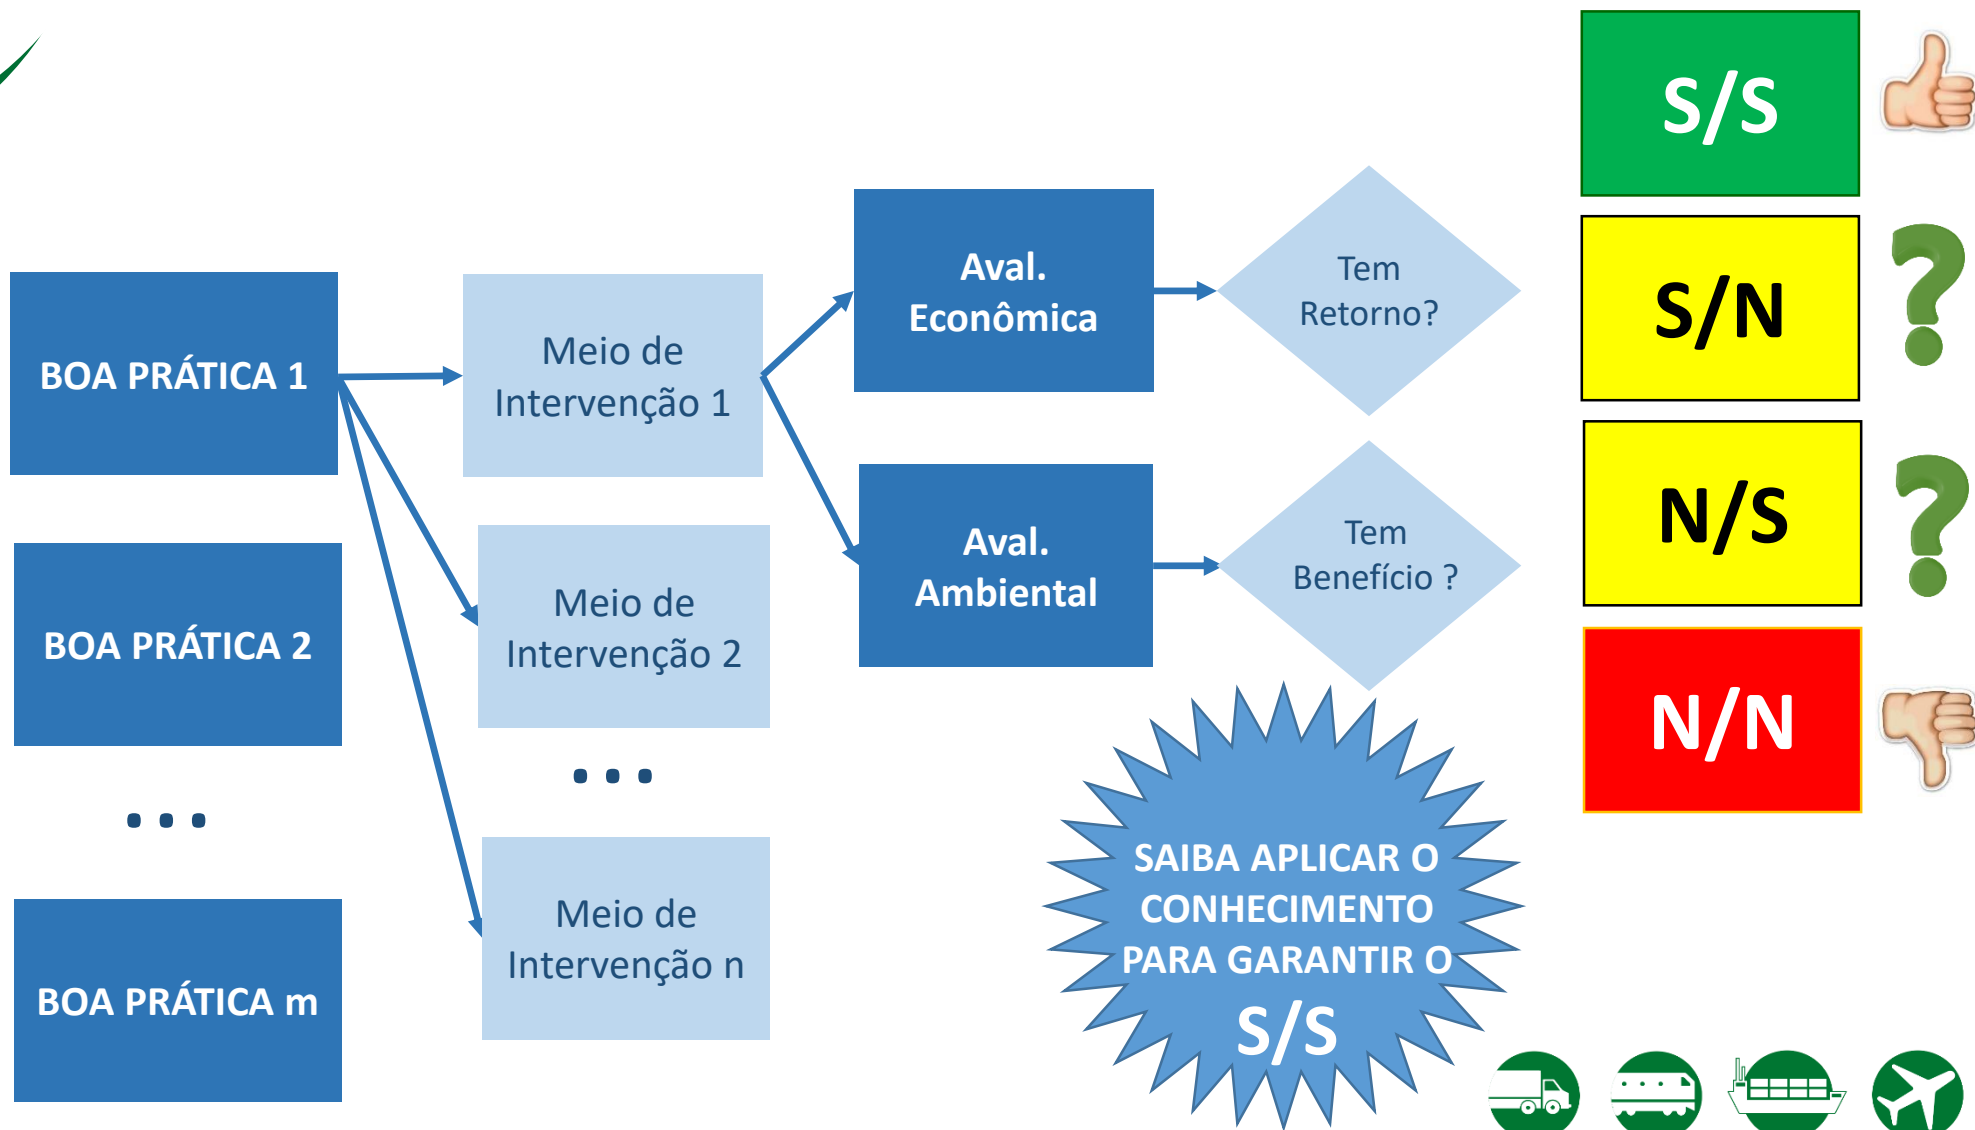 BOA PRÁTICA 1
BOA PRÁTICA 2
...
BOA PRÁTICA m
Meio de
Intervenção 1
Meio de
Intervenção 2
...
Meio de
Intervenção n
Aval.
Econômica
Aval.
Ambiental
Tem
Retorno?
Tem
Benefício ?
S/S
S/N
N/S
N/N
SAIBA APLICAR O
CONHECIMENTO
PARA GARANTIR O
S/S